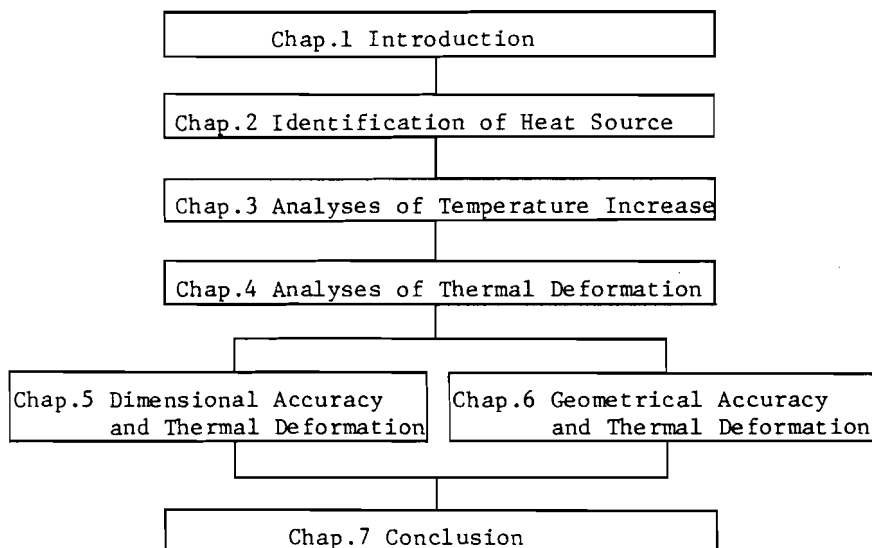 Chap.1 Introduction
Chap.2 Identification of Heat Source
Chap.3 Analyses of Temperature Increase
Chap.4 Analyses of Thermal Deformation
Chap.5 Dimensional Accuracy
and Thermal Deformation
Chap.6 Geometrical Accuracy
and Thermal Deformation
Chap.7 Conclusion